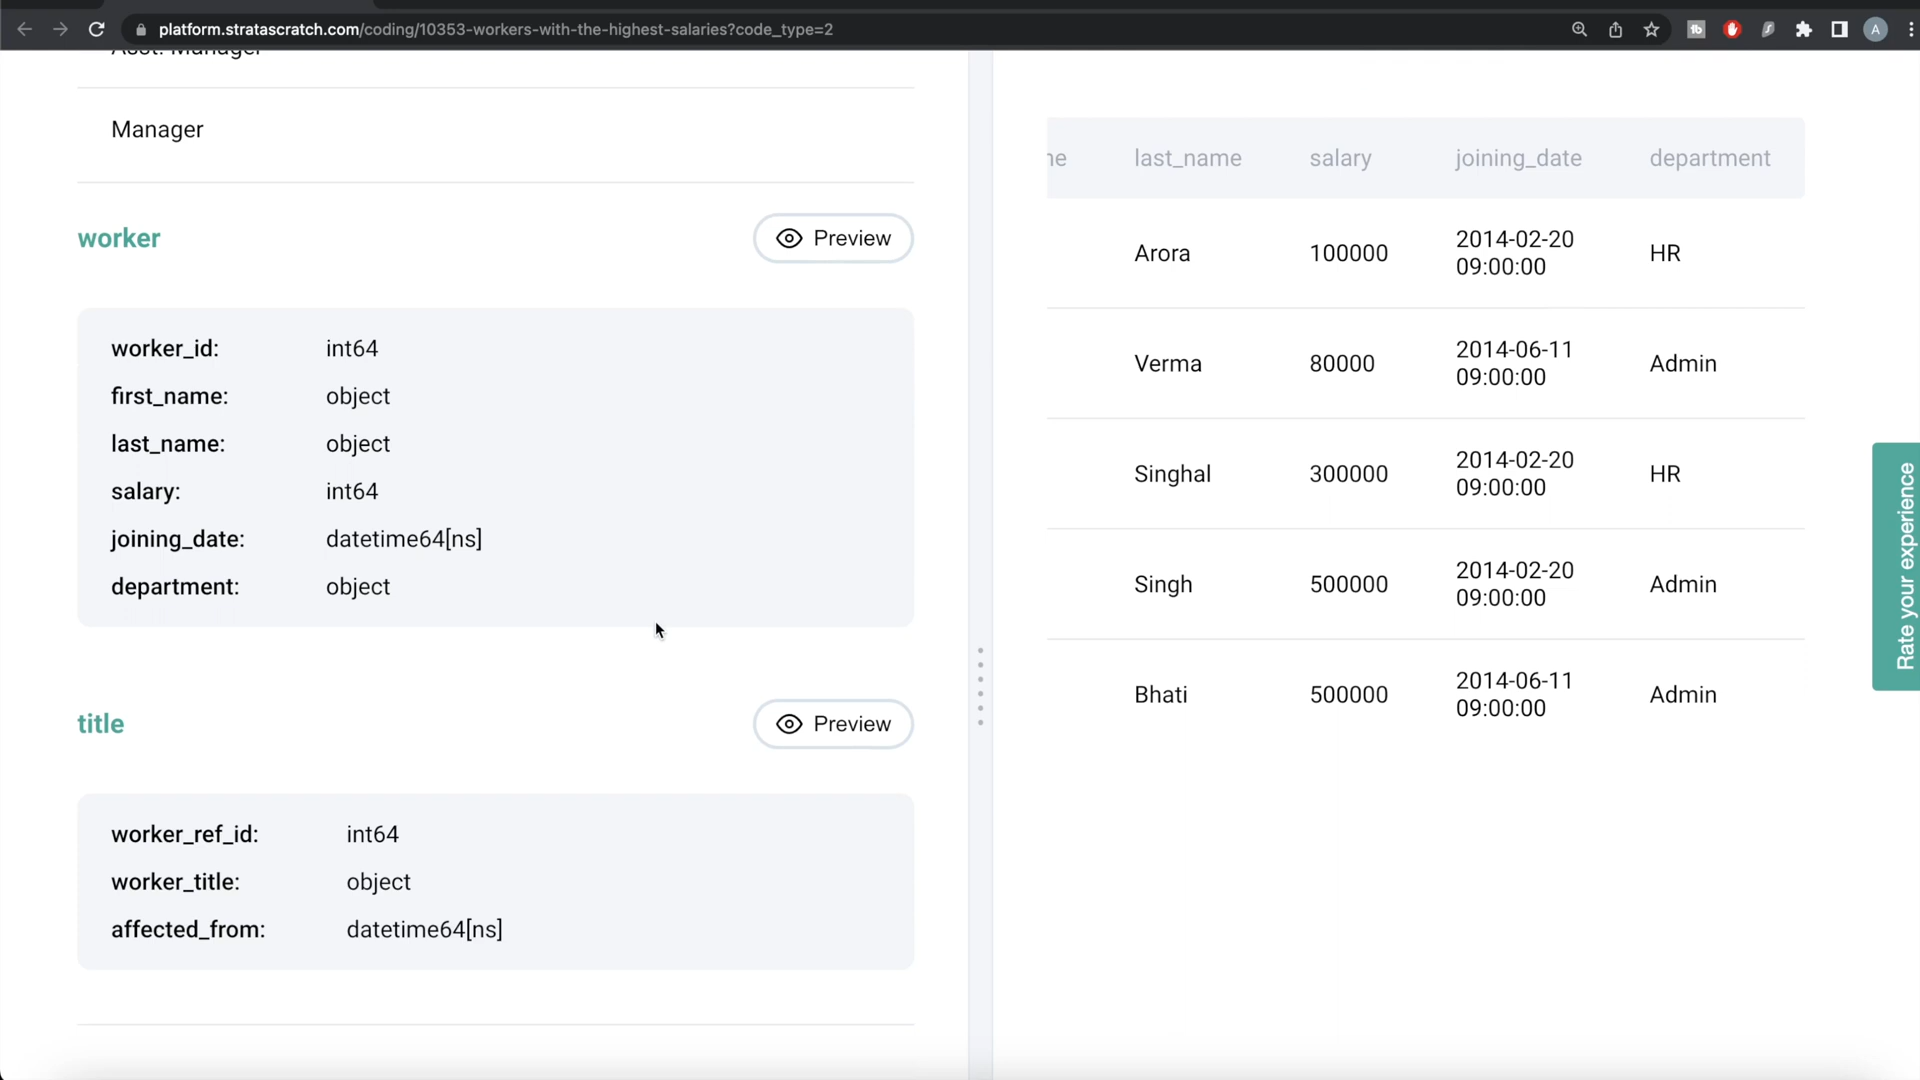 platform.stratascratch.com/coding/10353-workers-with-the-highest-salaries?code_type=2
tb
A
Asst. Manager
Manager
worker
Preview
worker_id: int64
first_name: object
last_name: object
salary: int64
joining_date: datetime64[ns]
department: object
title
Preview
worker_ref_id: int64
worker_title: object
affected_from: datetime64[ns]
ne last_name salary joining_date department
Arora 100000 2014-02-20 09:00:00 HR
Verma 80000 2014-06-11 09:00:00 Admin
Singhal 300000 2014-02-20 09:00:00 HR
Singh 500000 2014-02-20 09:00:00 Admin
Bhati 500000 2014-06-11 09:00:00 Admin
Rate your experience